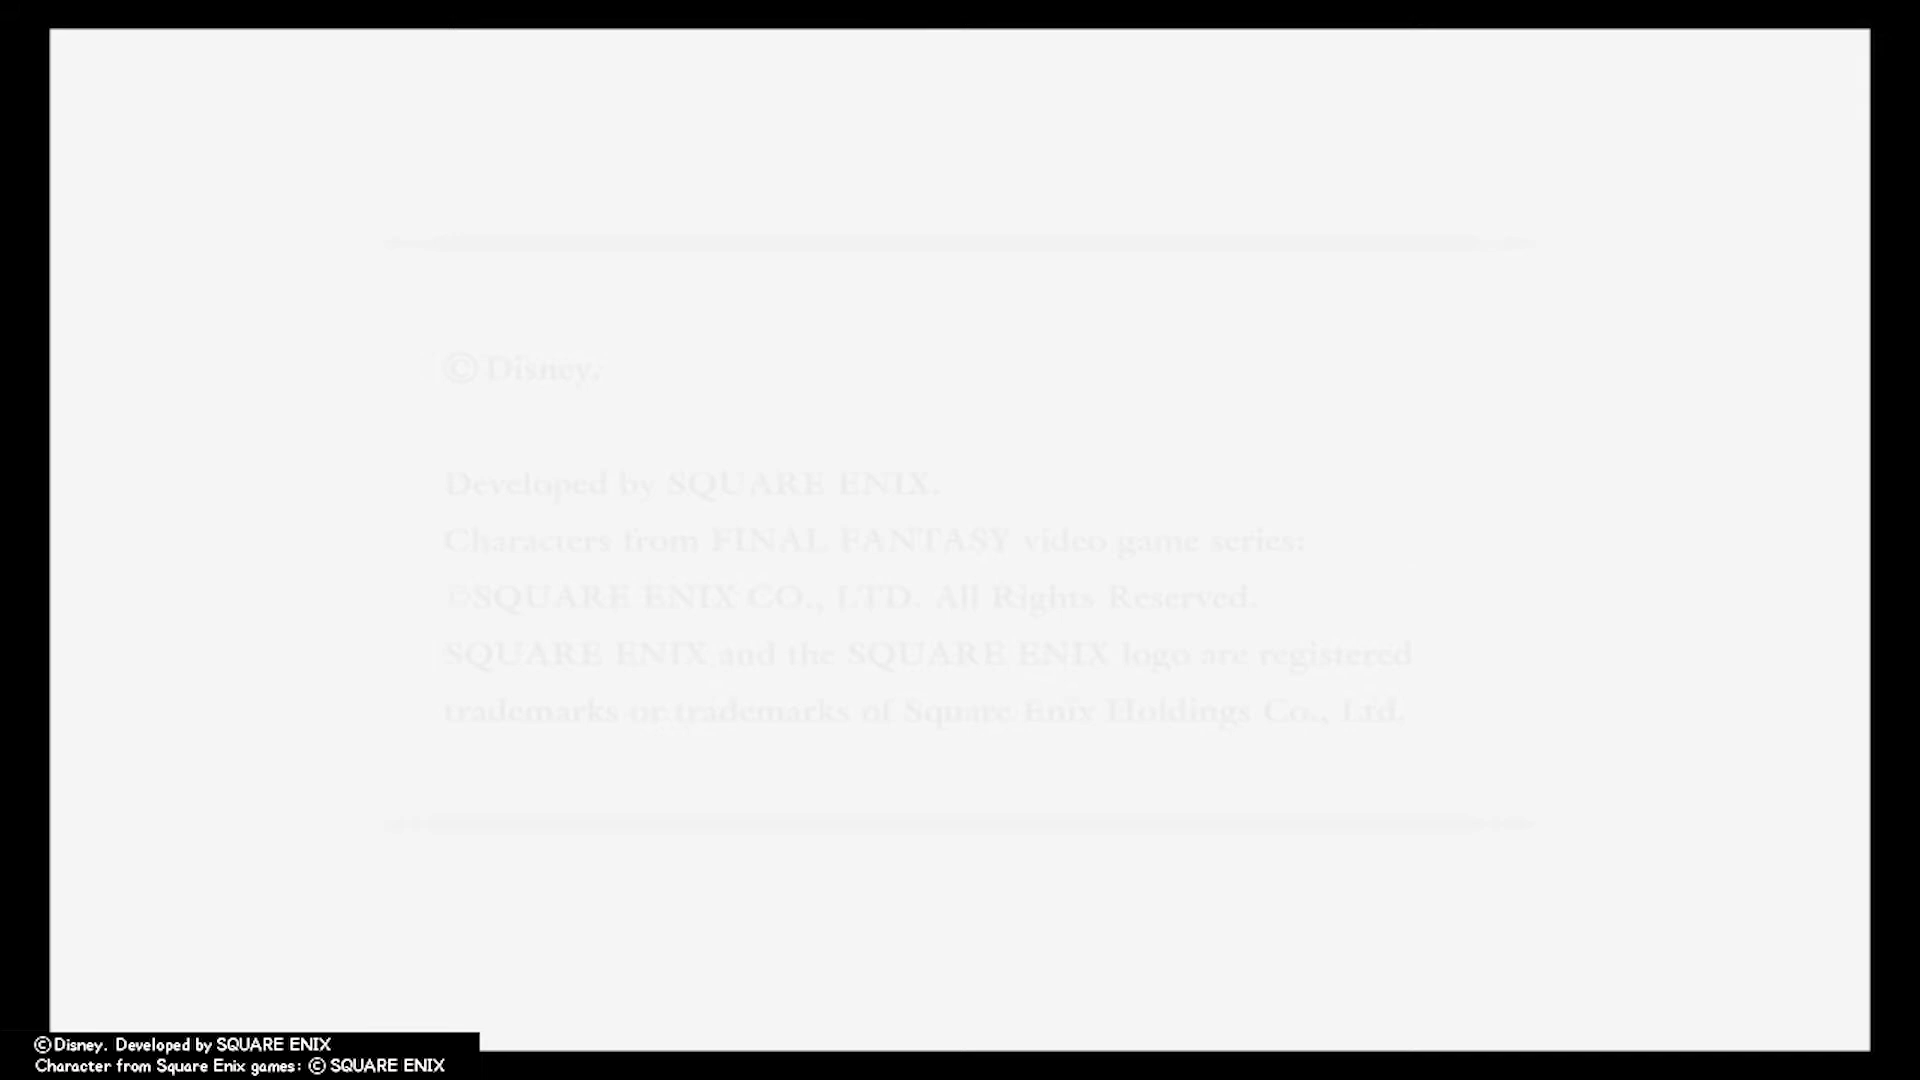 © Disney.
Developed by SQUARE ENIX.
Characters from FINAL FANTASY video game series:
©SQUARE ENIX CO., LTD. All Rights Reserved.
SQUARE ENIX and the SQUARE ENIX logo are registered
trademarks or trademarks of Square Enix Holdings Co., Ltd.
©Disney. Developed by SQUARE ENIX
Character from Square Enix games: © SQUARE ENIX